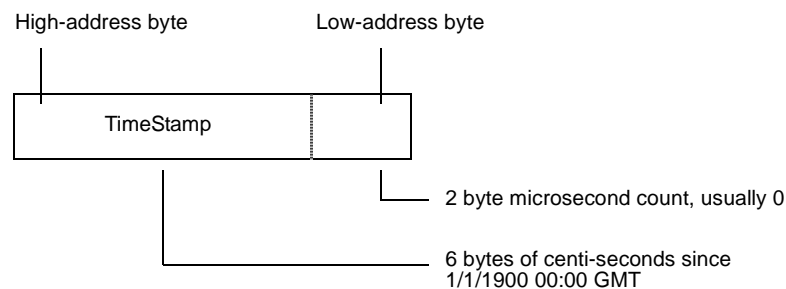 High-address byte
Low-address byte
TimeStamp
2 byte microsecond count, usually 0
6 bytes of centi-seconds since
1/1/1900 00:00 GMT